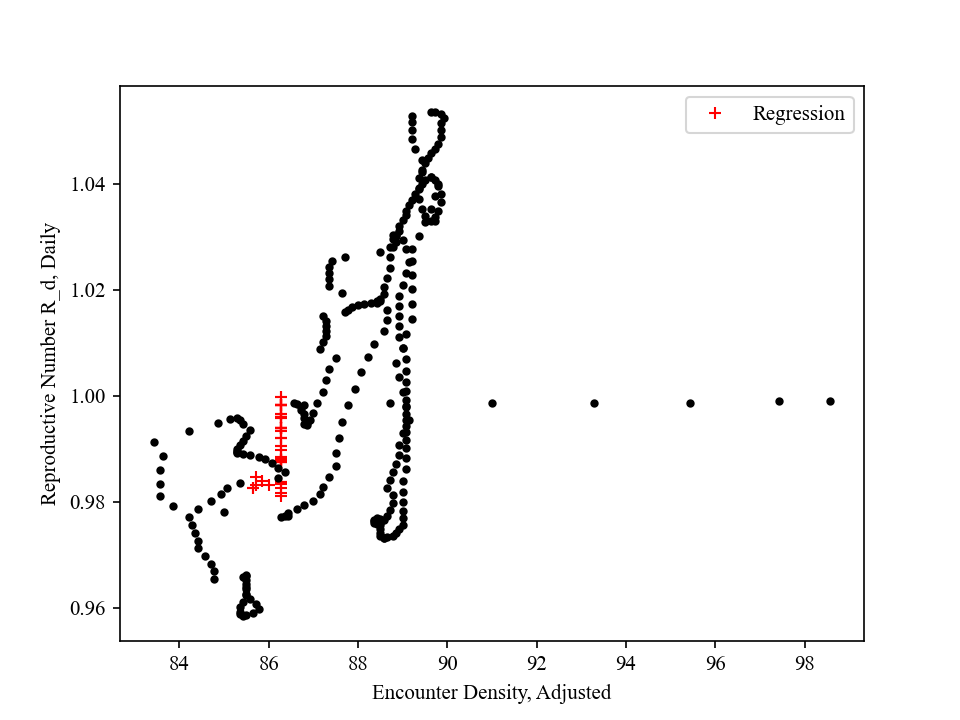 Regression
Reproductive Number R_d, Daily
1.04
1.02
1.00
0.98
0.96
84 86 88 90 92 94 96 98
Encounter Density, Adjusted